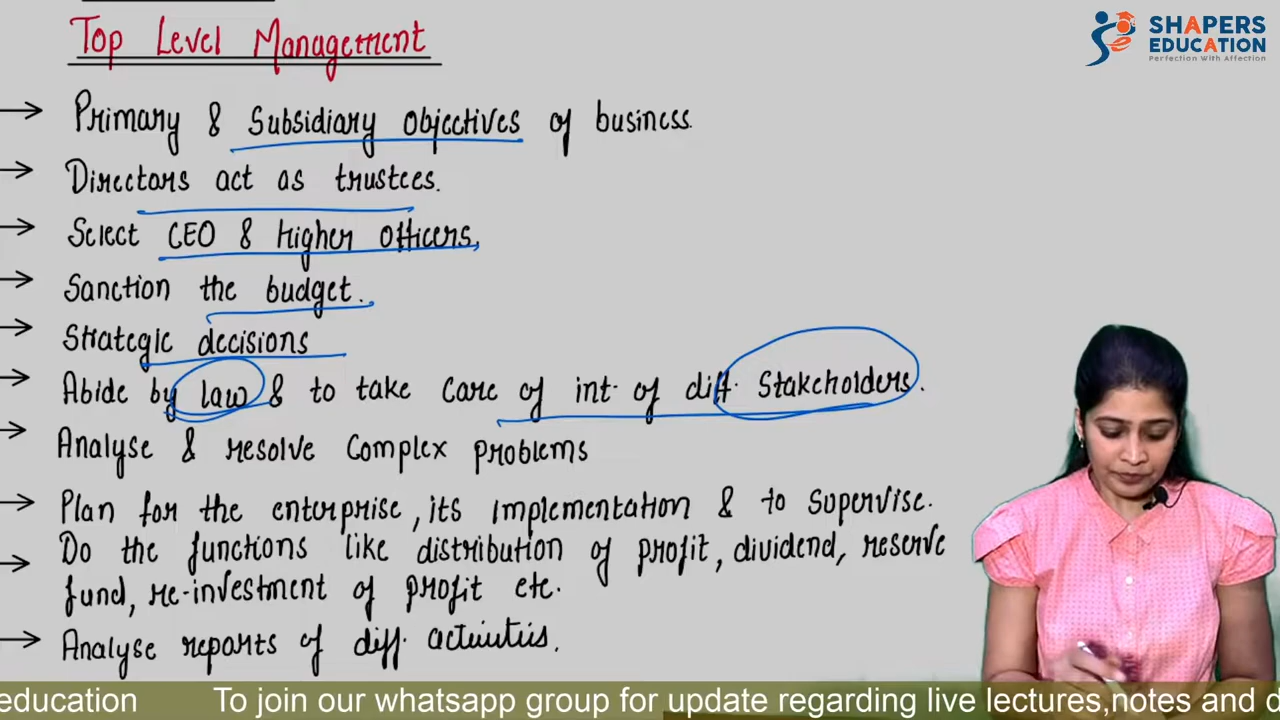 Top Level Management
SHAPERS
EDUCATION
Perfection With Affection
→ Primary & Subsidiary objectives of business.
→ Directors act as trustees.
→ Select CEO & higher officers.
→ Sanction the budget.
→ Strategic decisions
→ Abide by law & to take care of int. of diff. Stakeholders.
→ Analyse & resolve complex problems
→ Plan for the enterprise, its implementation & to supervise.
→ Do the functions like distribution of profit, dividend, reserve
fund, re-investment of profit etc.
→ Analyse reports of diff. activities.
education To join our whatsapp group for update regarding live lectures,notes and d